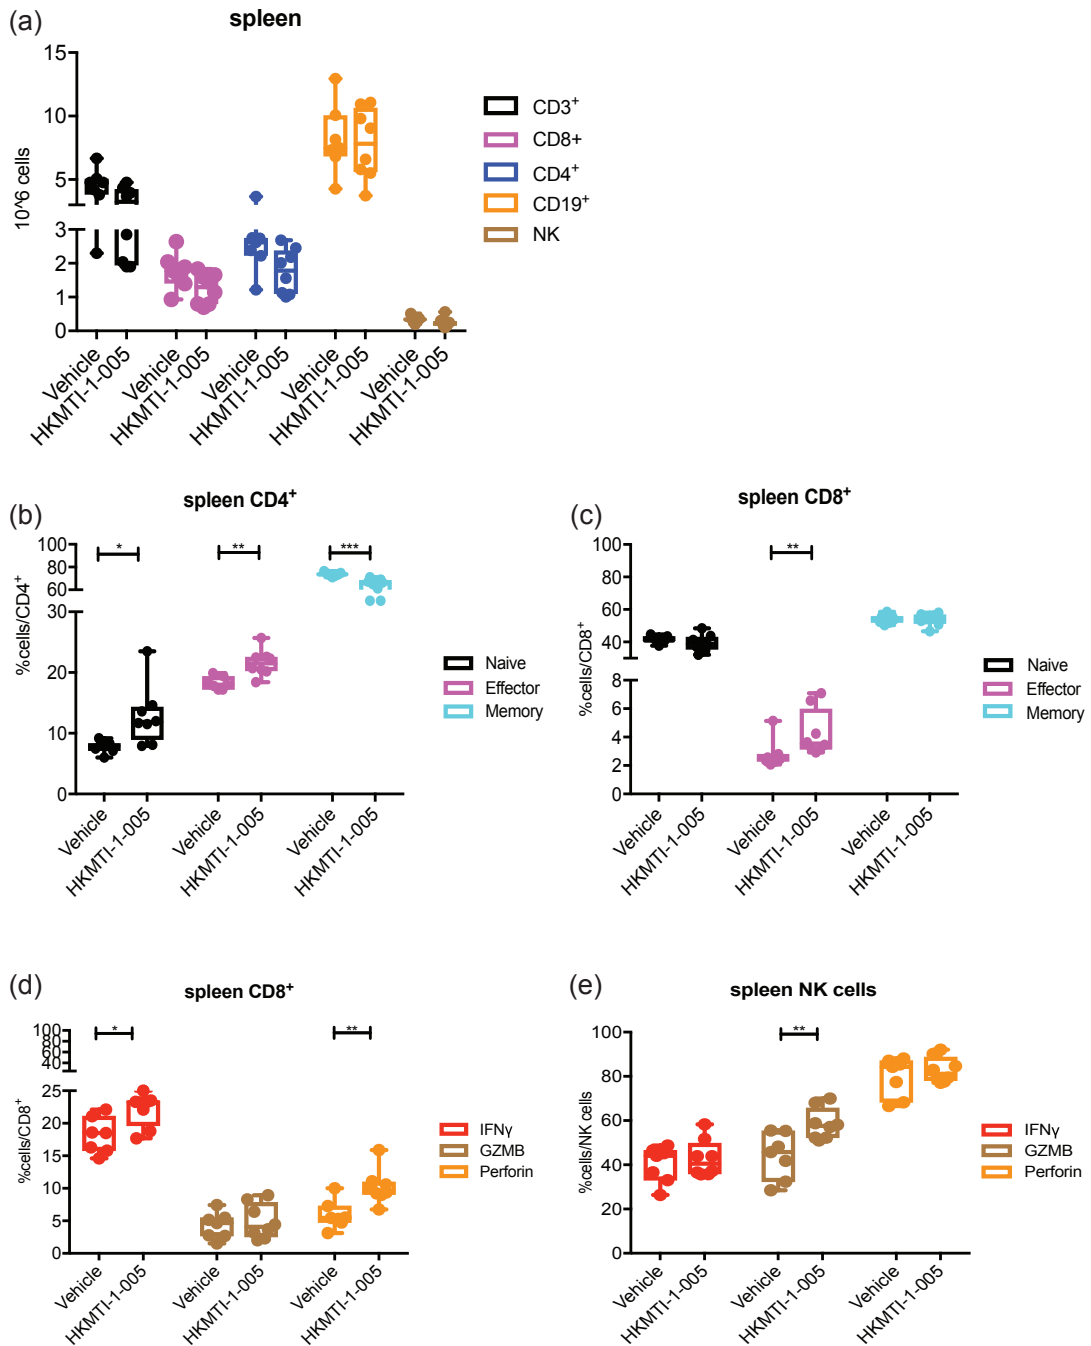 (a)
spleen
10^6 cells
15
10
5
3
2
1
0
Vehicle
HKMTI-1-005
Vehicle
HKMTI-1-005
Vehicle
HKMTI-1-005
Vehicle
HKMTI-1-005
Vehicle
HKMTI-1-005
CD3+
CD8+
CD4+
CD19+
NK
(b)
spleen CD4+
%cells/CD4+
100
80
60
30
20
10
0
*
**
***
Vehicle
HKMTI-1-005
Vehicle
HKMTI-1-005
Vehicle
HKMTI-1-005
Naive
Effector
Memory
(c)
spleen CD8+
%cells/CD8+
100
80
60
40
8
6
4
2
0
**
Vehicle
HKMTI-1-005
Vehicle
HKMTI-1-005
Vehicle
HKMTI-1-005
Naive
Effector
Memory
(d)
spleen CD8+
%cells/CD8+
100
80
60
40
25
20
15
10
5
0
*
**
Vehicle
HKMTI-1-005
Vehicle
HKMTI-1-005
Vehicle
HKMTI-1-005
IFNγ
GZMB
Perforin
(e)
spleen NK cells
%cells/NK cells
100
80
60
40
20
0
**
Vehicle
HKMTI-1-005
Vehicle
HKMTI-1-005
Vehicle
HKMTI-1-005
IFNγ
GZMB
Perforin